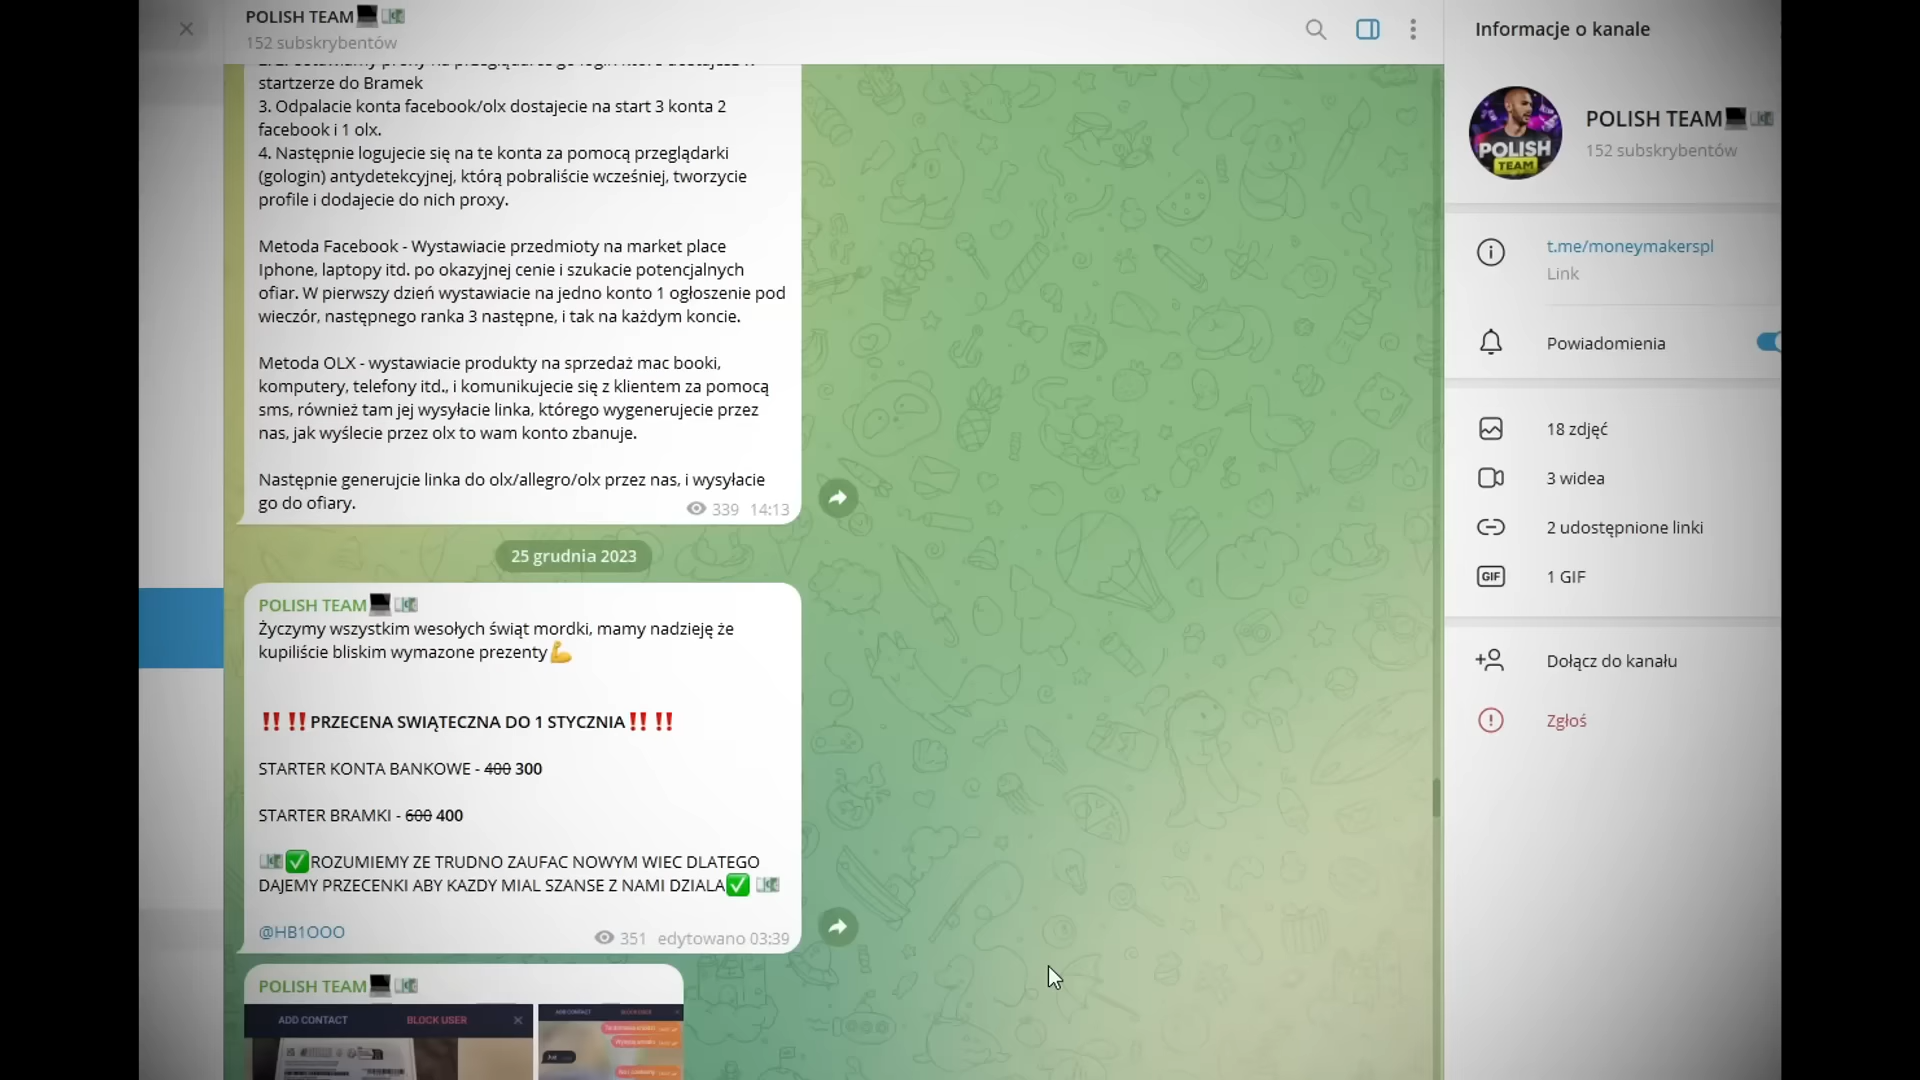 POLISH TEAM💻💵
152 subskrybentów
startzerze do Bramek
3. Odpalacie konta facebook/olx dostajecie na start 3 konta 2
facebook i 1 olx.
4. Następnie logujecie się na te konta za pomocą przeglądarki
(gologin) antydetekcyjnej, którą pobraliście wcześniej, tworzycie
profile i dodajecie do nich proxy.
Metoda Facebook - Wystawiacie przedmioty na market place
Iphone, laptopy itd. po okazyjnej cenie i szukacie potencjalnych
ofiar. W pierwszy dzień wystawiacie na jedno konto 1 ogłoszenie pod
wieczór, następnego ranka 3 następne, i tak na każdym koncie.
Metoda OLX - wystawiacie produkty na sprzedaż mac booki,
komputery, telefony itd., i komunikujecie się z klientem za pomocą
sms, również tam jej wysyłacie linka, którego wygenerujecie przez
nas, jak wyślecie przez olx to wam konto zbanuje.
Następnie generujcie linka do olx/allegro/olx przez nas, i wysyłacie
go do ofiary.
339 14:13
25 grudnia 2023
POLISH TEAM💻💵
Życzymy wszystkim wesołych świąt mordki, mamy nadzieję że
kupiliście bliskim wymazone prezenty💪
‼️‼️PRZECENA SWIĄTECZNA DO 1 STYCZNIA‼️‼️
STARTER KONTA BANKOWE - 400 300
STARTER BRAMKI - 600 400
💵✅ROZUMIEMY ZE TRUDNO ZAUFAC NOWYM WIEC DLATEGO
DAJEMY PRZECENKI ABY KAZDY MIAL SZANSE Z NAMI DZIALA✅💵
@HB1OOO
351 edytowano 03:39
POLISH TEAM💻💵
ADD CONTACT BLOCK USER
ADD CONTACT BLOCK USER
Informacje o kanale
POLISH TEAM
POLISH TEAM💻💵
152 subskrybentów
t.me/moneymakerspl
Link
Powiadomienia
18 zdjęć
3 widea
2 udostępnione linki
GIF 1 GIF
Dołącz do kanału
Zgłoś